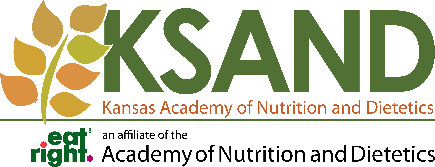 KSAND
Kansas Academy of Nutrition and Dietetics
eat right. an affiliate of the
Academy of Nutrition and Dietetics